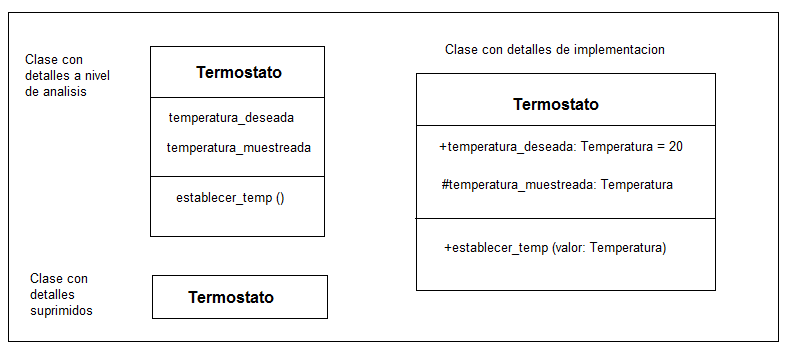 Clase con
detalles a nivel
de analisis
Termostato
temperatura_deseada
temperatura_muestreada
establecer_temp ()
Clase con
detalles
suprimidos
Termostato
Clase con detalles de implementacion
Termostato
+temperatura_deseada: Temperatura = 20
#temperatura_muestreada: Temperatura
+establecer_temp (valor: Temperatura)